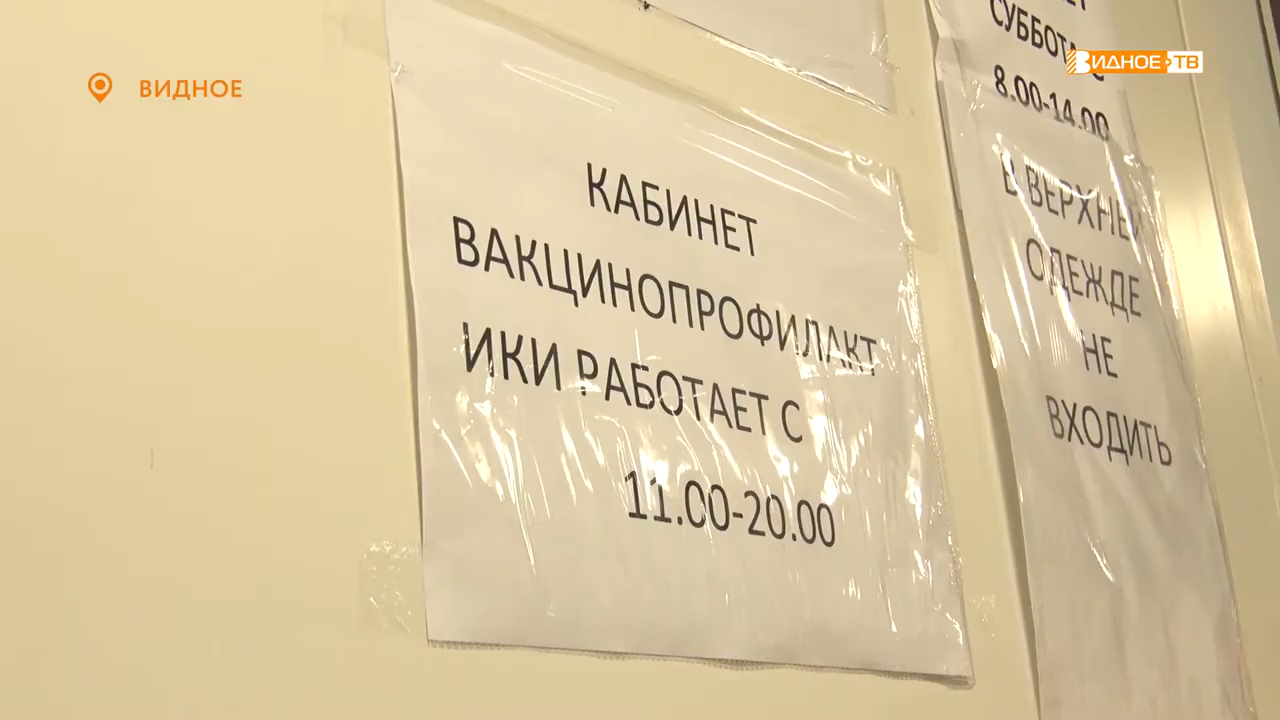 ВИДНОЕ
ВИДНОЕ ТВ
КАБИНЕТ
ВАКЦИНОПРОФИЛАКТ
ИКИ РАБОТАЕТ С
11.00-20.00
СУББОТА С
8.00-14.00
В ВЕРХНЕЙ
ОДЕЖДЕ
НЕ
ВХОДИТЬ